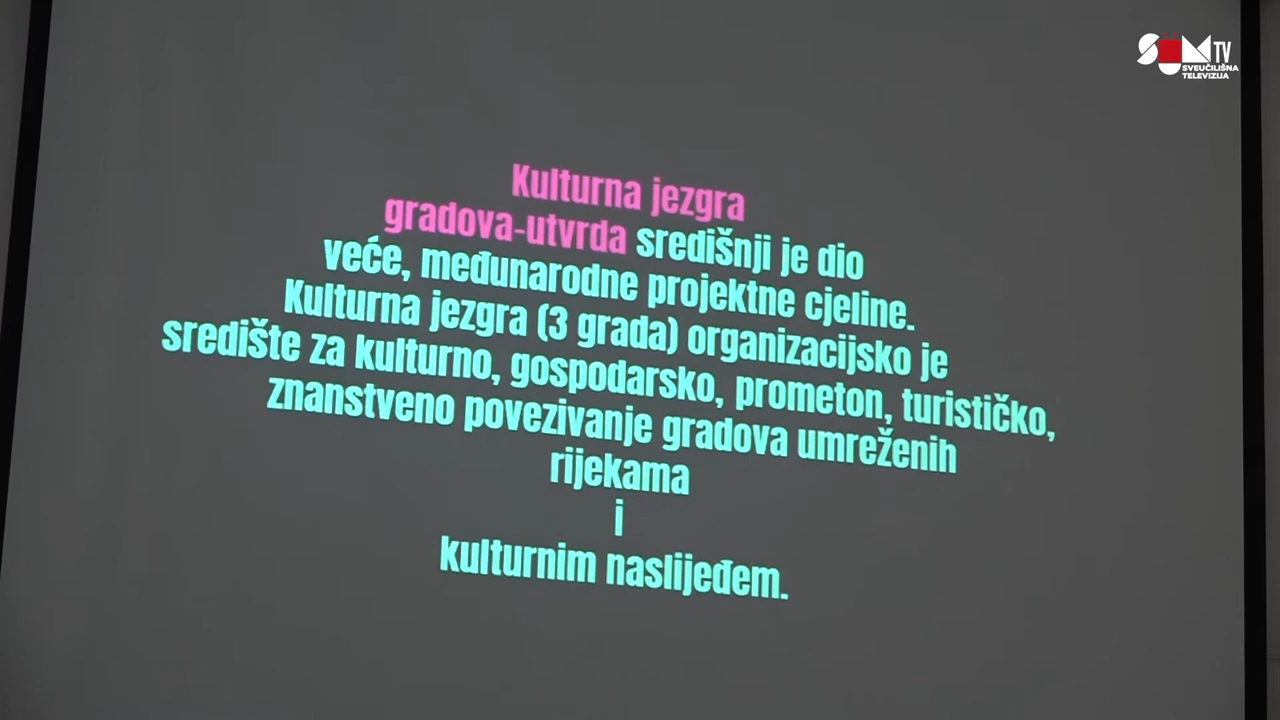 SUM TV
SVEUČILIŠNA
TELEVIZIJA
Kulturna jezgra
gradova-utvrda središnji je dio
veće, međunarodne projektne cjeline.
Kulturna jezgra (3 grada) organizacijsko je
središte za kulturno, gospodarsko, prometon, turističko,
znanstveno povezivanje gradova umreženih
rijekama
i
kulturnim naslijeđem.